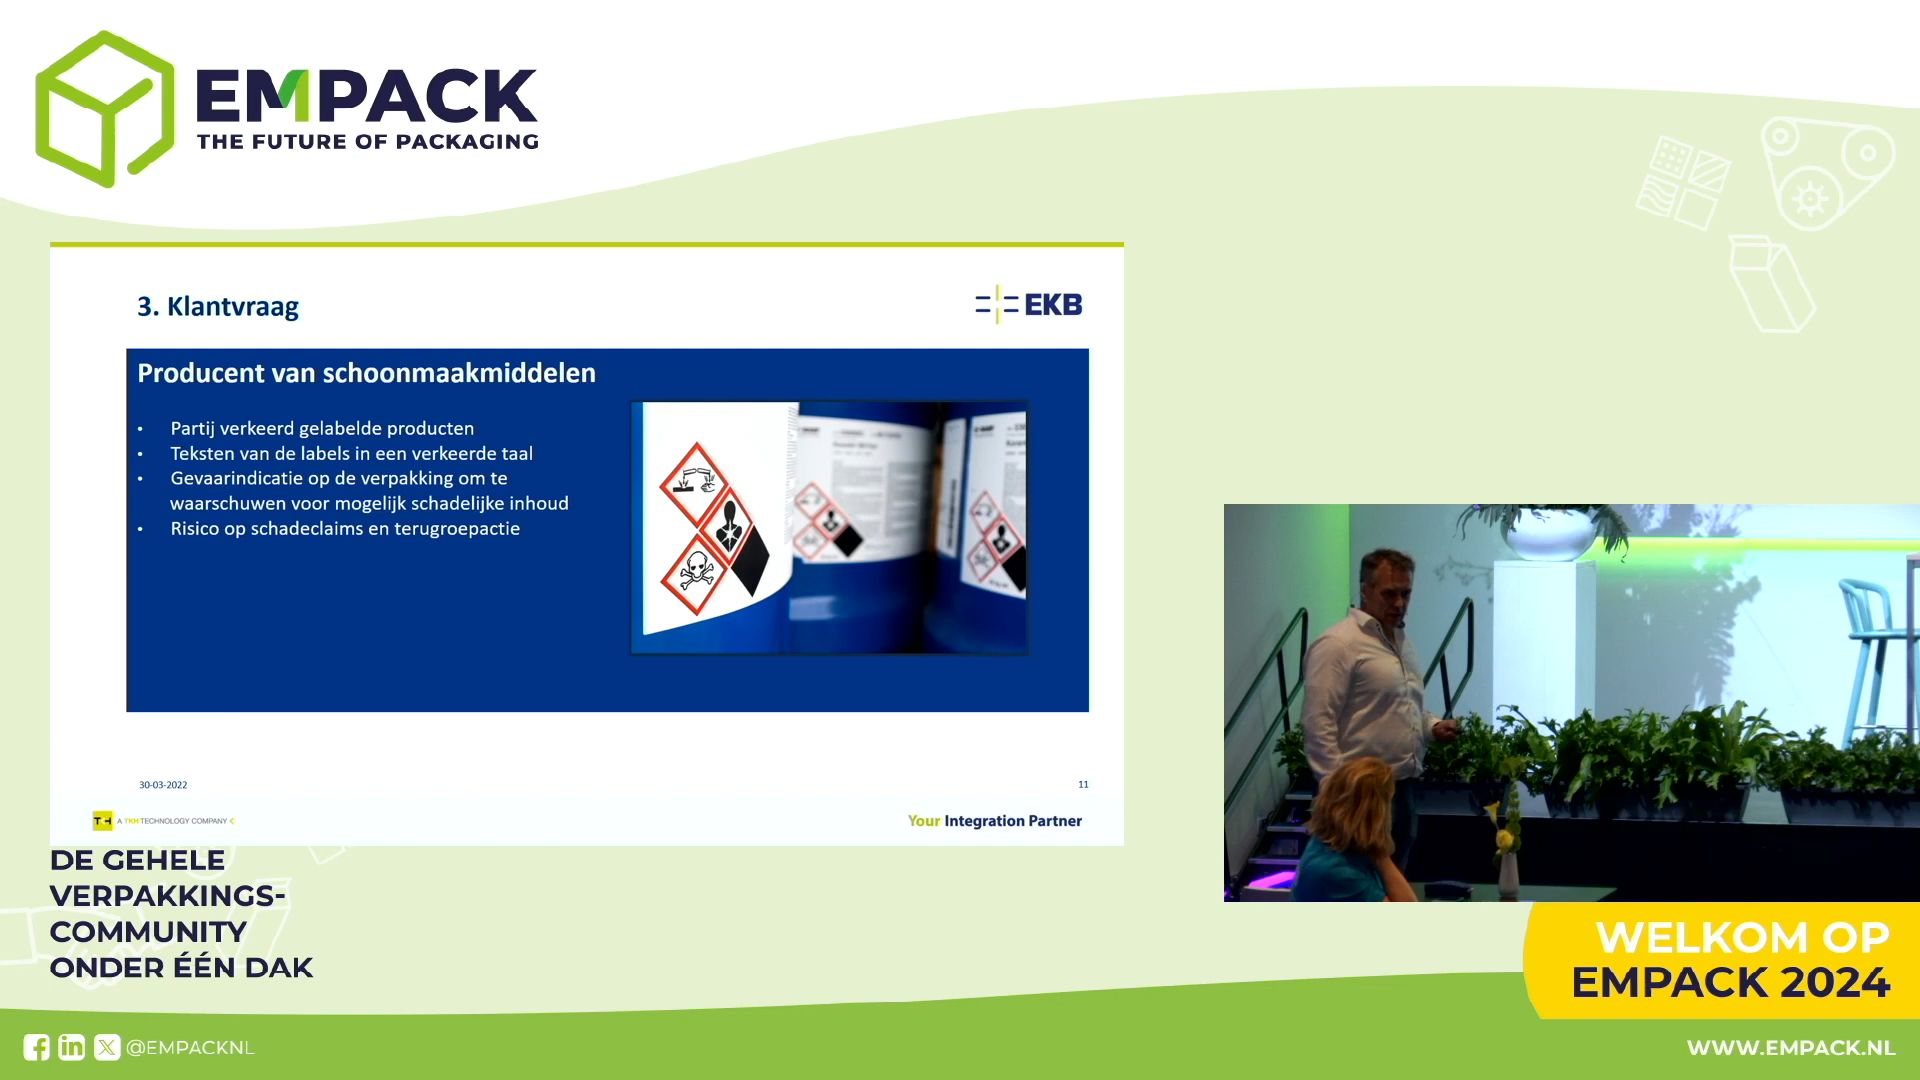 EMPACK
THE FUTURE OF PACKAGING
3. Klantvraag
EKB
Producent van schoonmaakmiddelen
• Partij verkeerd gelabelde producten
• Teksten van de labels in een verkeerde taal
• Gevaarindicatie op de verpakking om te
waarschuwen voor mogelijk schadelijke inhoud
• Risico op schadeclaims en terugroepactie
30-03-2022
11
A TKH TECHNOLOGY COMPANY
Your Integration Partner
DE GEHELE
VERPAKKINGS-
COMMUNITY
ONDER ÉÉN DAK
WELKOM OP
EMPACK 2024
@EMPACKNL
WWW.EMPACK.NL